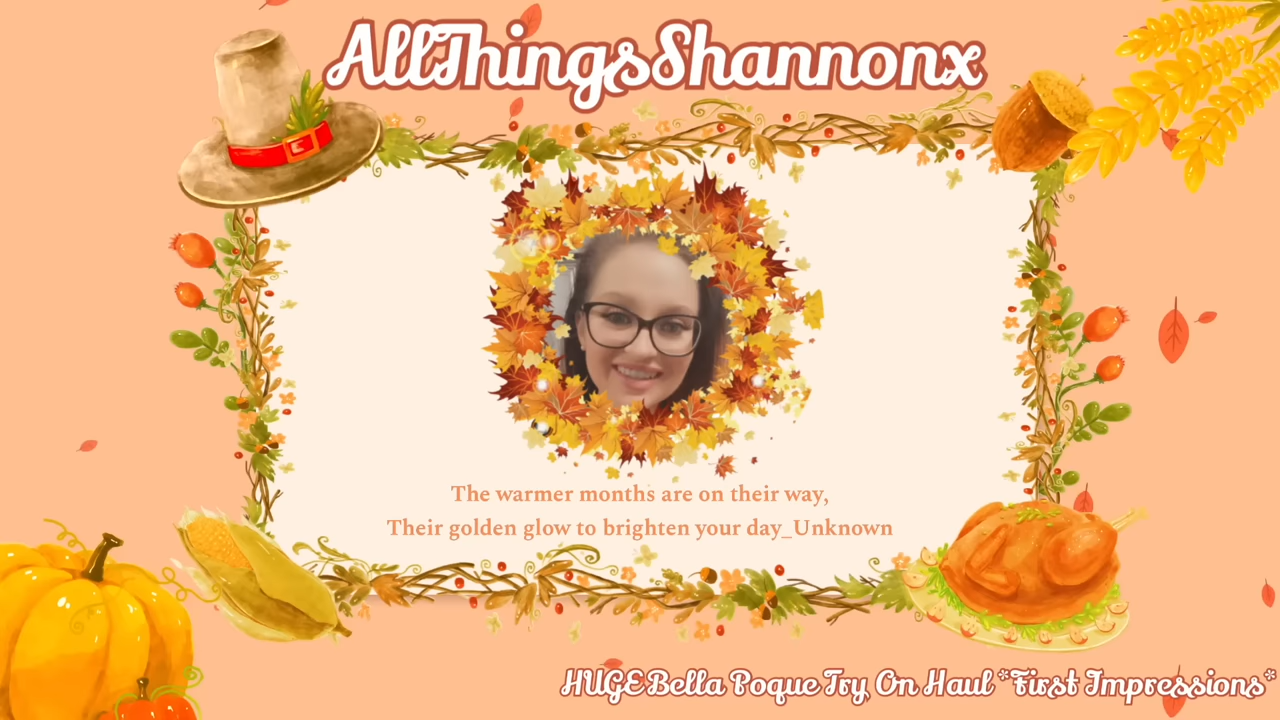 AllThingsShannonx
The warmer months are on their way,
Their golden glow to brighten your day_Unknown
HUGE Bella Poque Try On Haul *First Impressions*